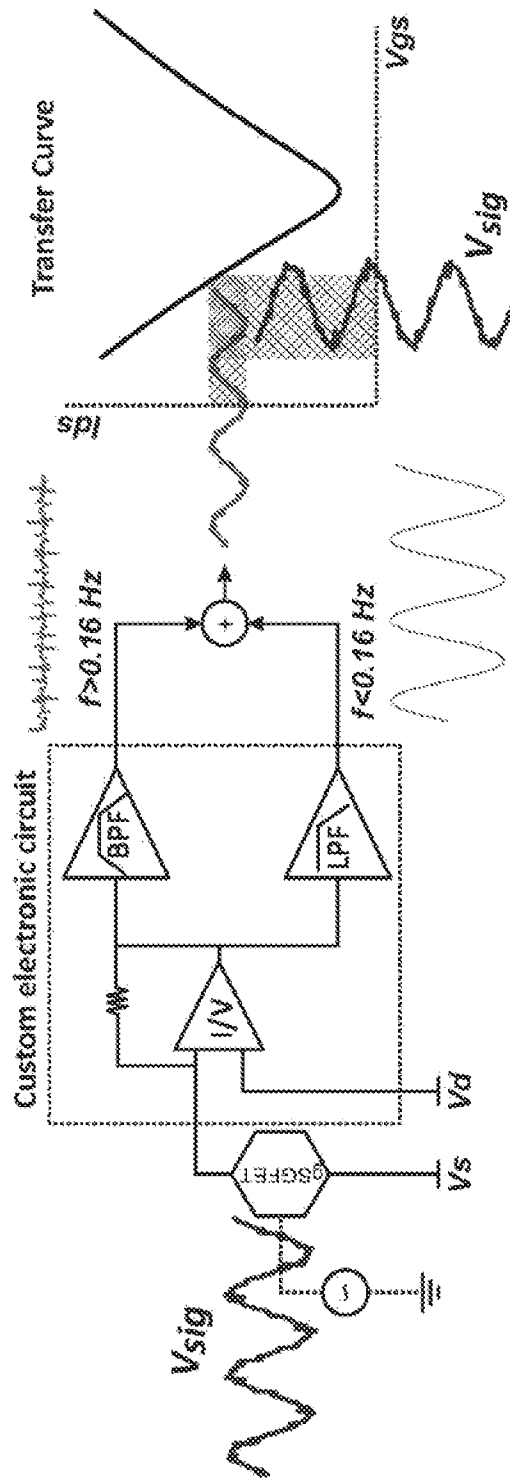 Custom electronic circuit
Transfer Curve
Vsig
gSGFET
Vs
Vd
I/V
BPF
LPF
f>0.16 Hz
f<0.16 Hz
+
Ids
Vgs
Vsig